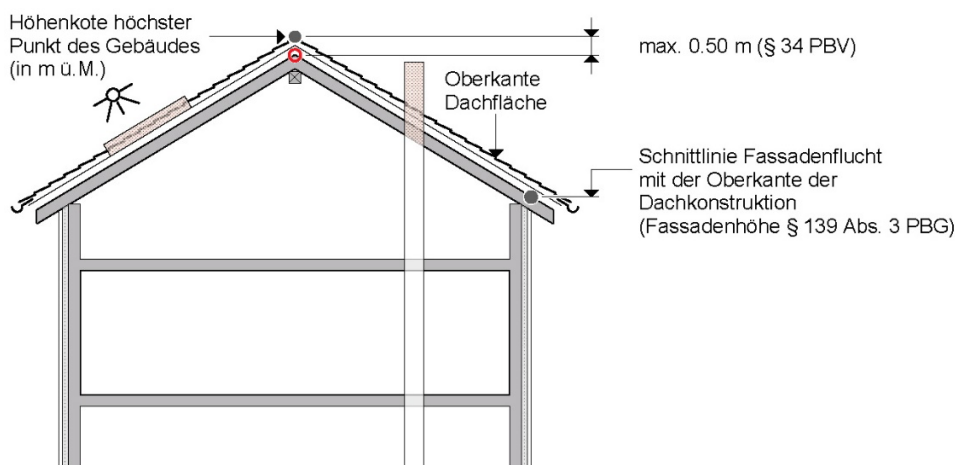 Höhenkote höchster
Punkt des Gebäudes
(in m ü.M.)
max. 0.50 m (§ 34 PBV)
Oberkante
Dachfläche
Schnittlinie Fassadenflucht
mit der Oberkante der
Dachkonstruktion
(Fassadenhöhe § 139 Abs. 3 PBG)